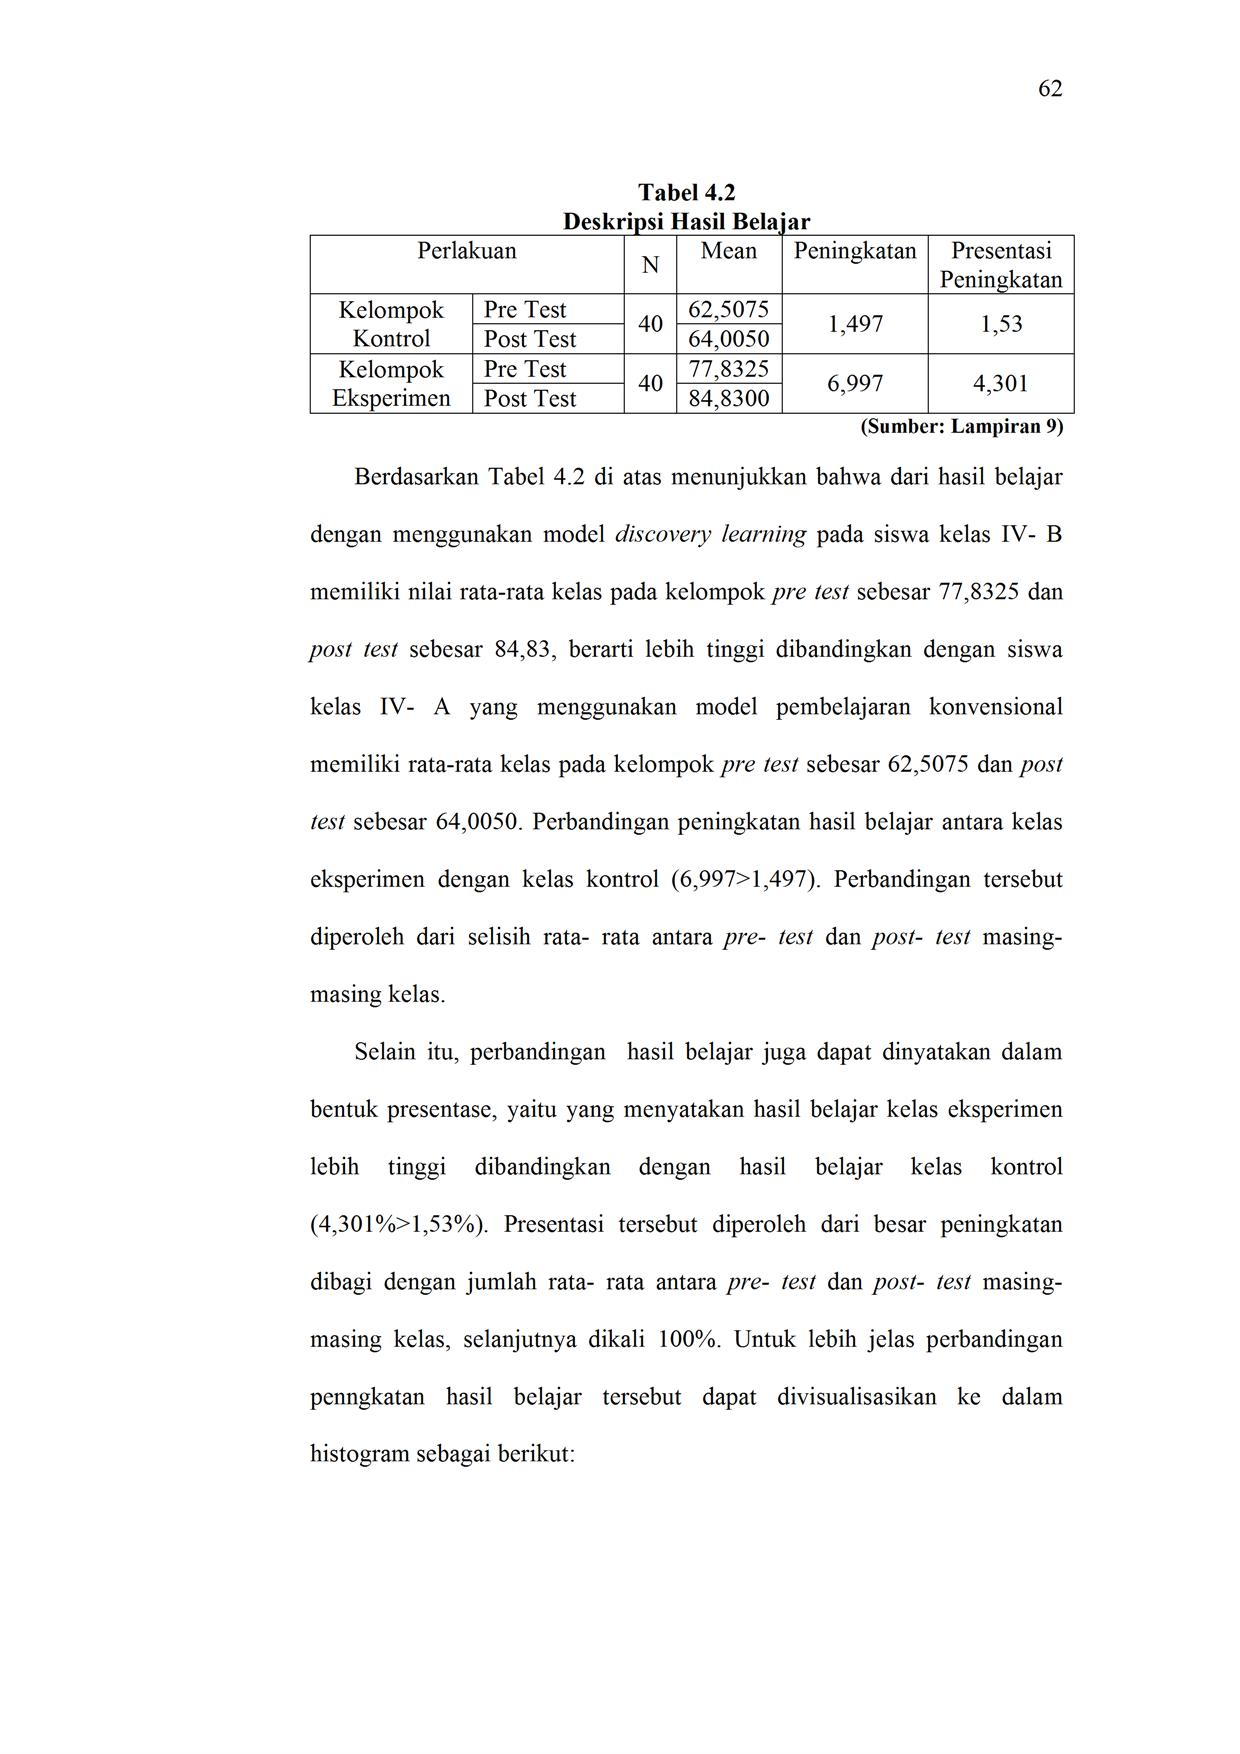 62
Tabel 4.2
Deskripsi Hasil Belajar
Perlakuan N Mean Peningkatan Presentasi Peningkatan
Kelompok Kontrol Pre Test 40 62,5075 1,497 1,53
Post Test 64,0050
Kelompok Eksperimen Pre Test 40 77,8325 6,997 4,301
Post Test 84,8300
(Sumber: Lampiran 9)
Berdasarkan Tabel 4.2 di atas menunjukkan bahwa dari hasil belajar
dengan menggunakan model discovery learning pada siswa kelas IV- B
memiliki nilai rata-rata kelas pada kelompok pre test sebesar 77,8325 dan
post test sebesar 84,83, berarti lebih tinggi dibandingkan dengan siswa
kelas IV- A yang menggunakan model pembelajaran konvensional
memiliki rata-rata kelas pada kelompok pre test sebesar 62,5075 dan post
test sebesar 64,0050. Perbandingan peningkatan hasil belajar antara kelas
eksperimen dengan kelas kontrol (6,997>1,497). Perbandingan tersebut
diperoleh dari selisih rata- rata antara pre- test dan post- test masing-
masing kelas.
Selain itu, perbandingan hasil belajar juga dapat dinyatakan dalam
bentuk presentase, yaitu yang menyatakan hasil belajar kelas eksperimen
lebih tinggi dibandingkan dengan hasil belajar kelas kontrol
(4,301%>1,53%). Presentasi tersebut diperoleh dari besar peningkatan
dibagi dengan jumlah rata- rata antara pre- test dan post- test masing-
masing kelas, selanjutnya dikali 100%. Untuk lebih jelas perbandingan
penngkatan hasil belajar tersebut dapat divisualisasikan ke dalam
histogram sebagai berikut: